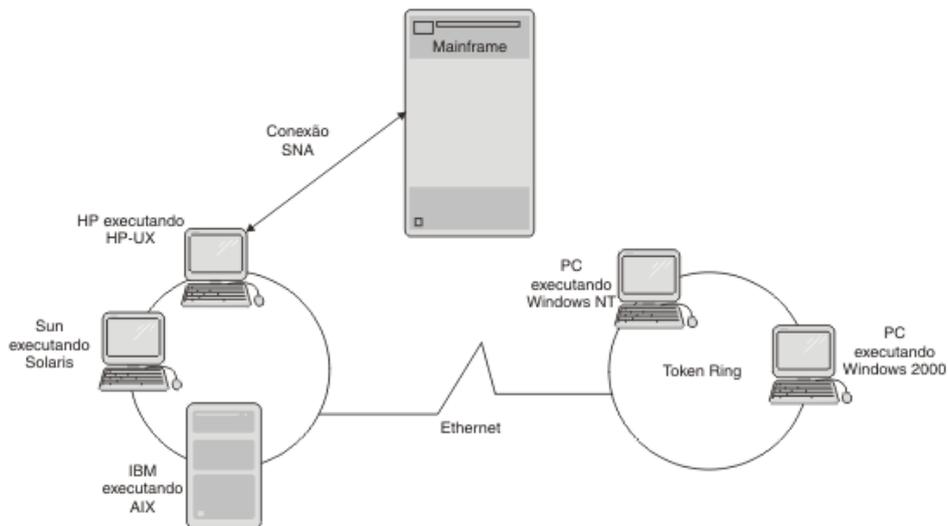 Mainframe
Conexão
SNA
HP executando
HP-UX
PC
executando
Windows NT
Sun
executando
Solaris
PC
executando
Windows 2000
Token Ring
Ethernet
IBM
executando
AIX